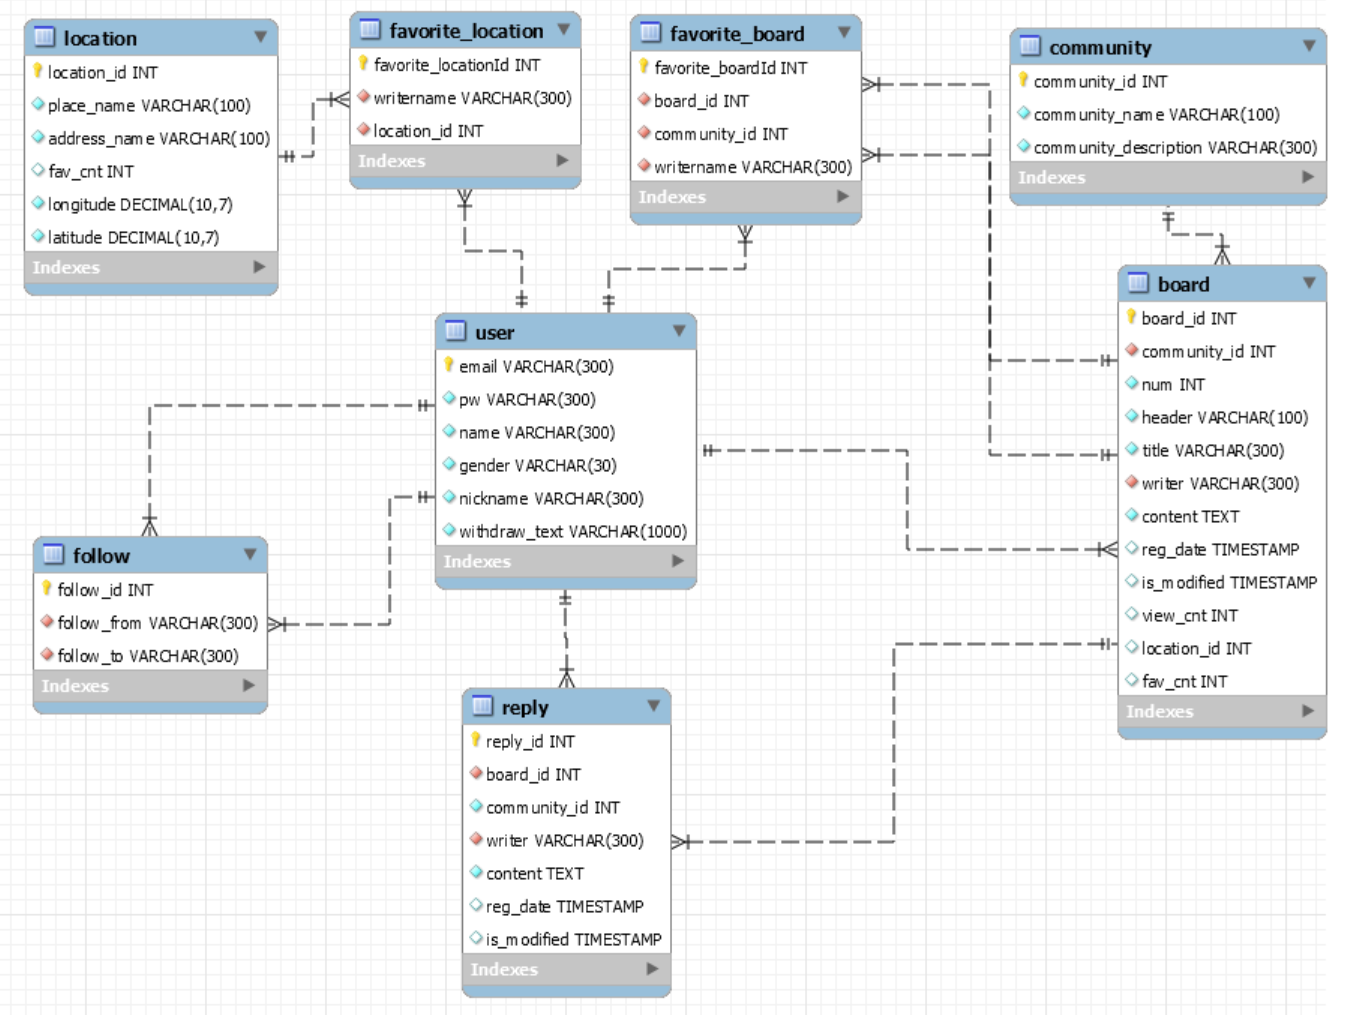 location
location_id INT
place_name VARCHAR(100)
address_name VARCHAR(100)
fav_cnt INT
longitude DECIMAL(10,7)
latitude DECIMAL(10,7)
Indexes
favorite_location
favorite_locationId INT
writername VARCHAR(300)
location_id INT
Indexes
favorite_board
favorite_boardId INT
board_id INT
community_id INT
writername VARCHAR(300)
Indexes
community
community_id INT
community_name VARCHAR(100)
community_description VARCHAR(300)
Indexes
user
email VARCHAR(300)
pw VARCHAR(300)
name VARCHAR(300)
gender VARCHAR(30)
nickname VARCHAR(300)
withdraw_text VARCHAR(1000)
Indexes
board
board_id INT
community_id INT
num INT
header VARCHAR(100)
title VARCHAR(300)
writer VARCHAR(300)
content TEXT
reg_date TIMESTAMP
is_modified TIMESTAMP
view_cnt INT
location_id INT
fav_cnt INT
Indexes
follow
follow_id INT
follow_from VARCHAR(300)
follow_to VARCHAR(300)
Indexes
reply
reply_id INT
board_id INT
community_id INT
writer VARCHAR(300)
content TEXT
reg_date TIMESTAMP
is_modified TIMESTAMP
Indexes